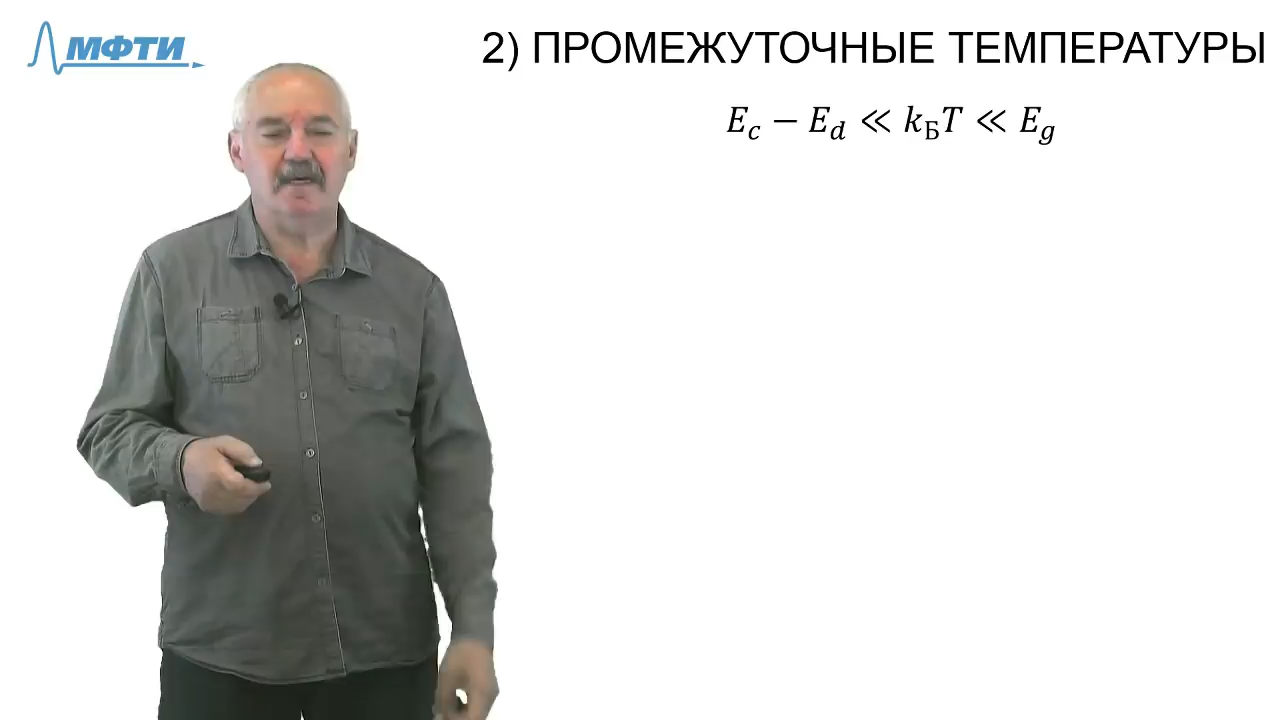 МФТИ
2) ПРОМЕЖУТОЧНЫЕ ТЕМПЕРАТУРЫ
E_c − E_d ≪ k_Б T ≪ E_g